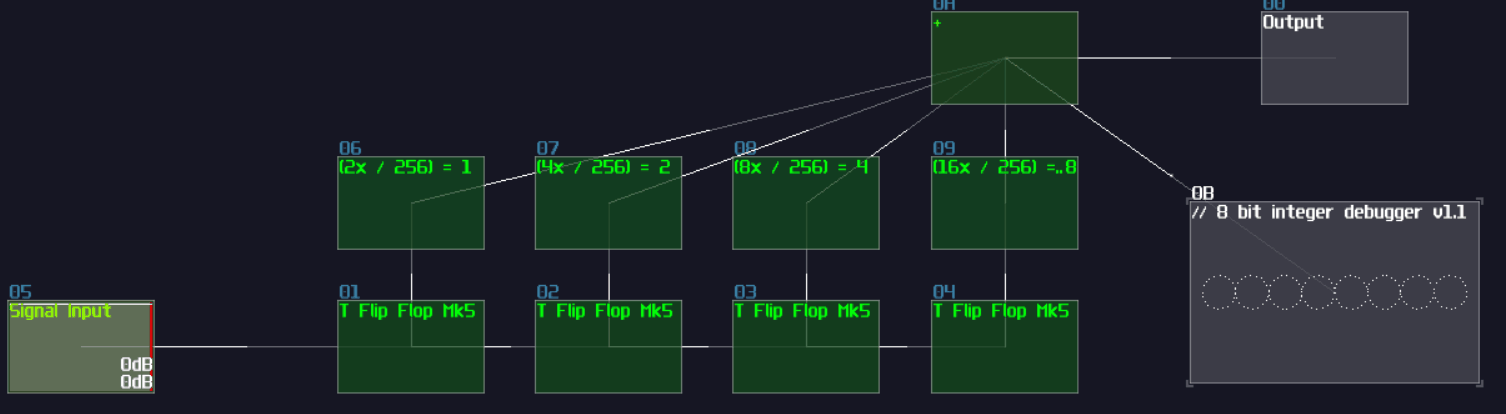 0A
+
00
Output
06
(2x / 256) = 1
07
(4x / 256) = 2
08
(8x / 256) = 4
09
(16x / 256) =..8
0B
// 8 bit integer debugger v1.1
05
Signal Input
0dB
0dB
01
T Flip Flop Mk5
02
T Flip Flop Mk5
03
T Flip Flop Mk5
04
T Flip Flop Mk5